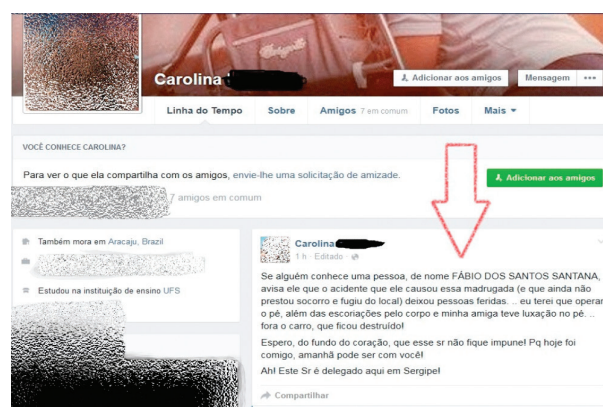 Carolina
Adicionar aos amigos
Mensagem
Linha do Tempo
Sobre
Amigos 7 em comum
Fotos
Mais
VOCÊ CONHECE CAROLINA?
Para ver o que ela compartilha com os amigos, envie-lhe uma solicitação de amizade.
Adicionar aos amigos
7 amigos em comum
Também mora em Aracaju, Brazil
Estudou na instituição de ensino UFS
Carolina
1 h · Editado ·
Se alguém conhece uma pessoa, de nome FÁBIO DOS SANTOS SANTANA,
avisa ele que o acidente que ele causou essa madrugada (e que ainda não
prestou socorro e fugiu do local) deixou pessoas feridas. .. eu terei que operar
o pé, além das escoriações pelo corpo e minha amiga teve luxação no pé. ..
fora o carro, que ficou destruído!
Espero, do fundo do coração, que esse sr não fique impune! Pq hoje foi
comigo, amanhã pode ser com você!
Ah! Este Sr é delegado aqui em Sergipe!
Compartilhar